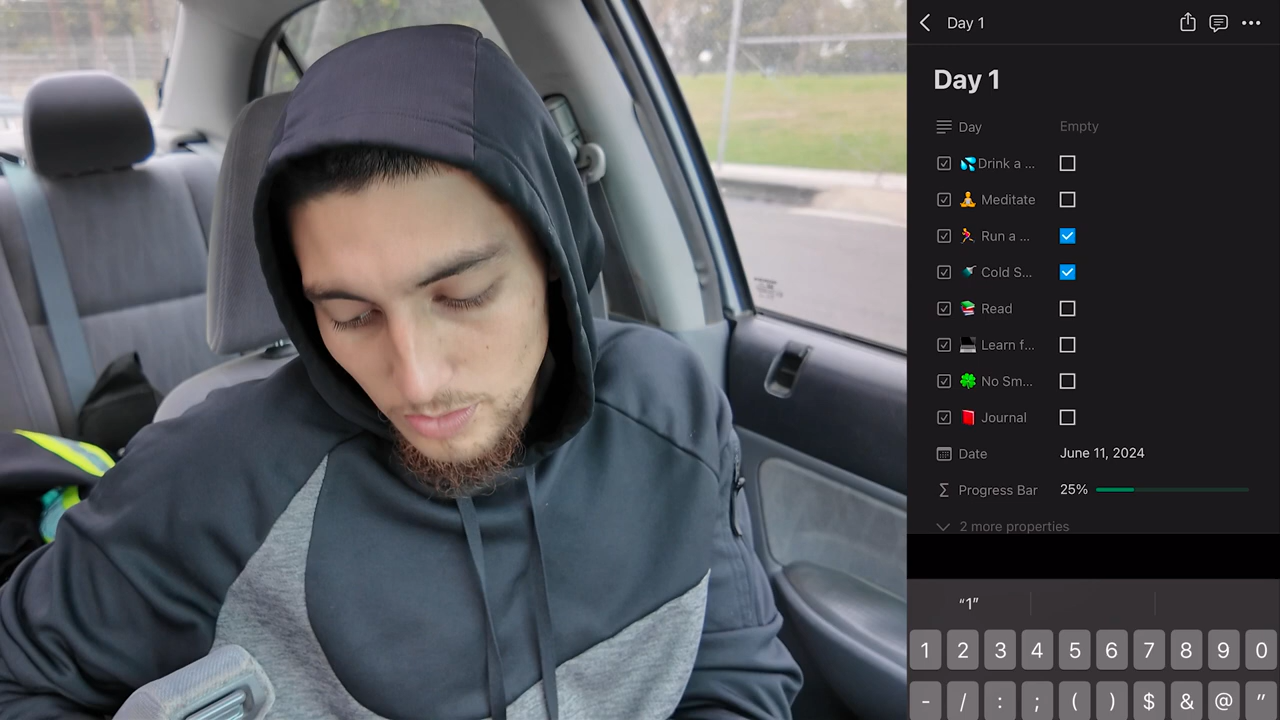 Day 1
Day 1
Day Empty
Drink a ...
Meditate
Run a ...
Cold S...
Read
Learn f...
No Sm...
Journal
Date June 11, 2024
Progress Bar 25%
2 more properties
“1”
1 2 3 4 5 6 7 8 9 0
- / : ; ( ) $ & @ "